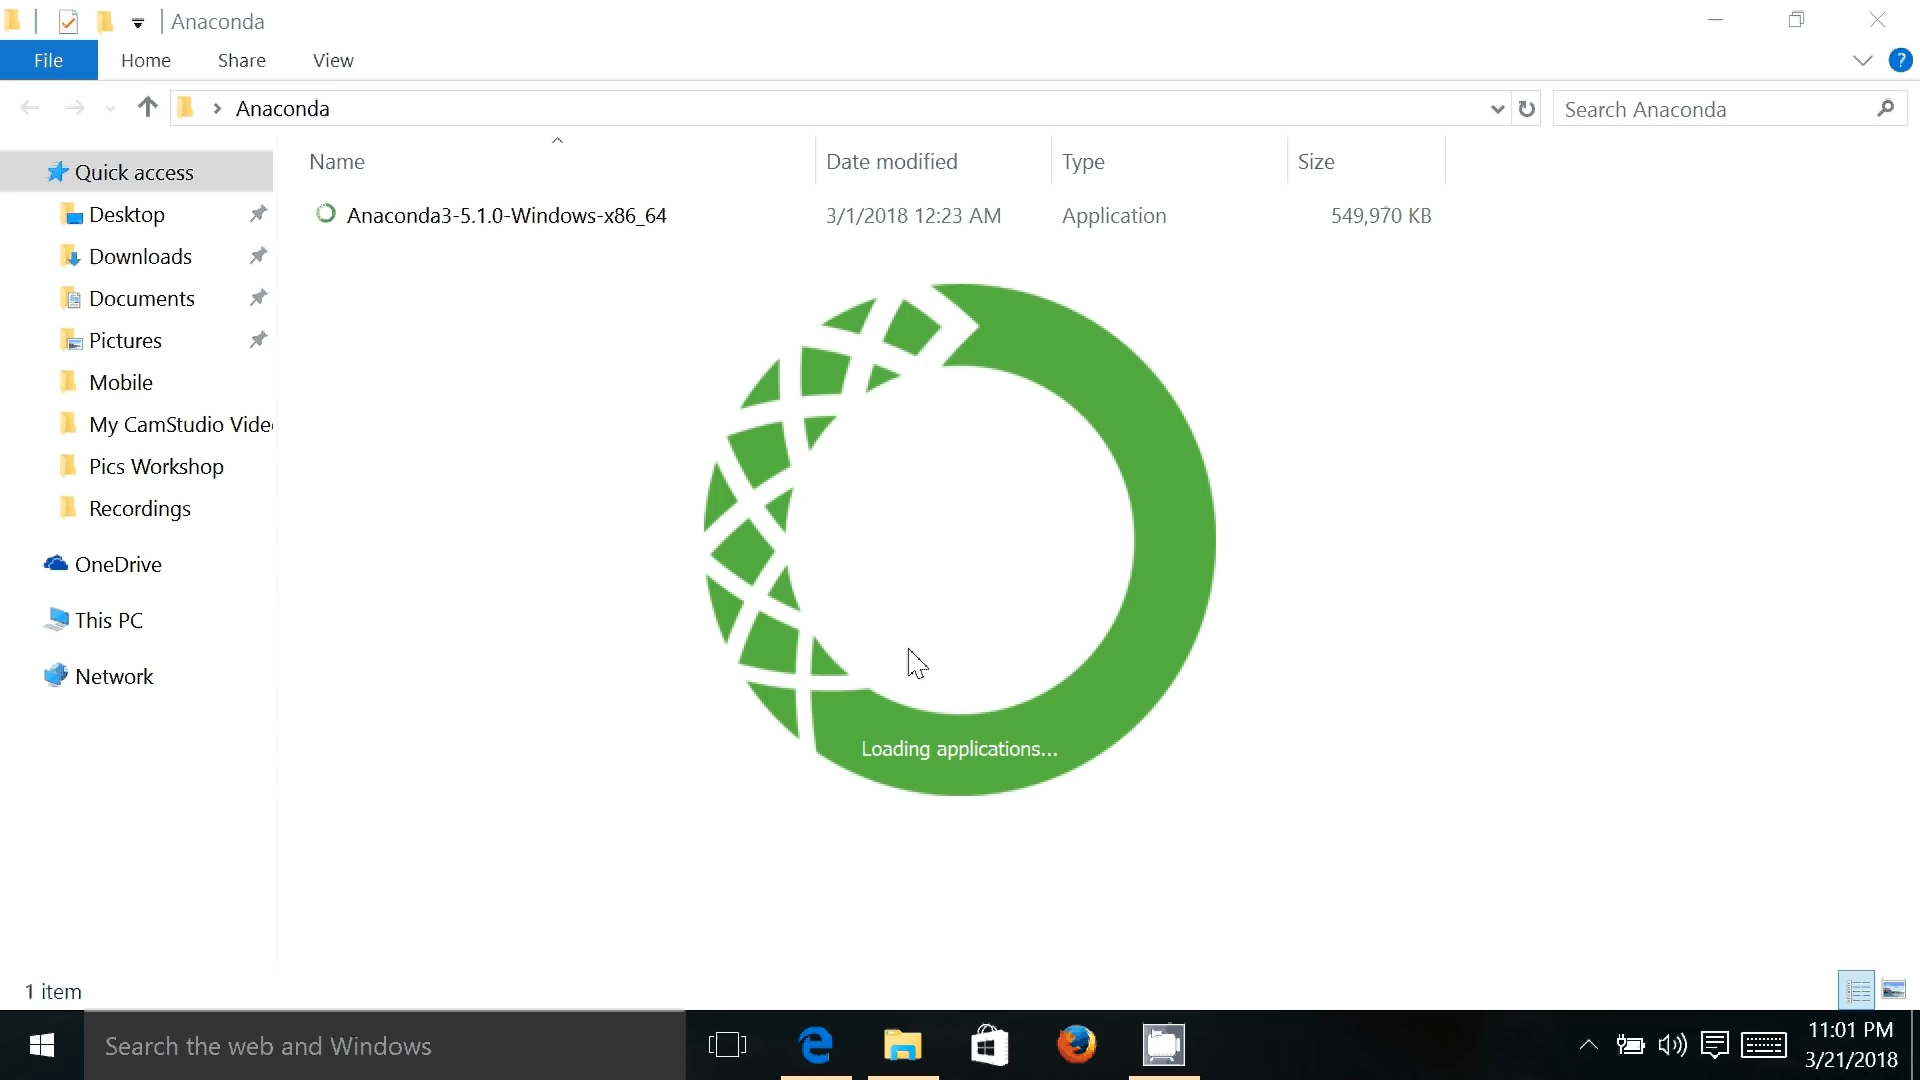 Anaconda
File Home Share View
?
Anaconda
Search Anaconda
Name Date modified Type Size
Quick access
Anaconda3-5.1.0-Windows-x86_64 3/1/2018 12:23 AM Application 549,970 KB
Desktop
Downloads
Documents
Pictures
Mobile
My CamStudio Vide
Pics Workshop
Recordings
OneDrive
This PC
Network
Loading applications...
1 item
Search the web and Windows
11:01 PM
3/21/2018